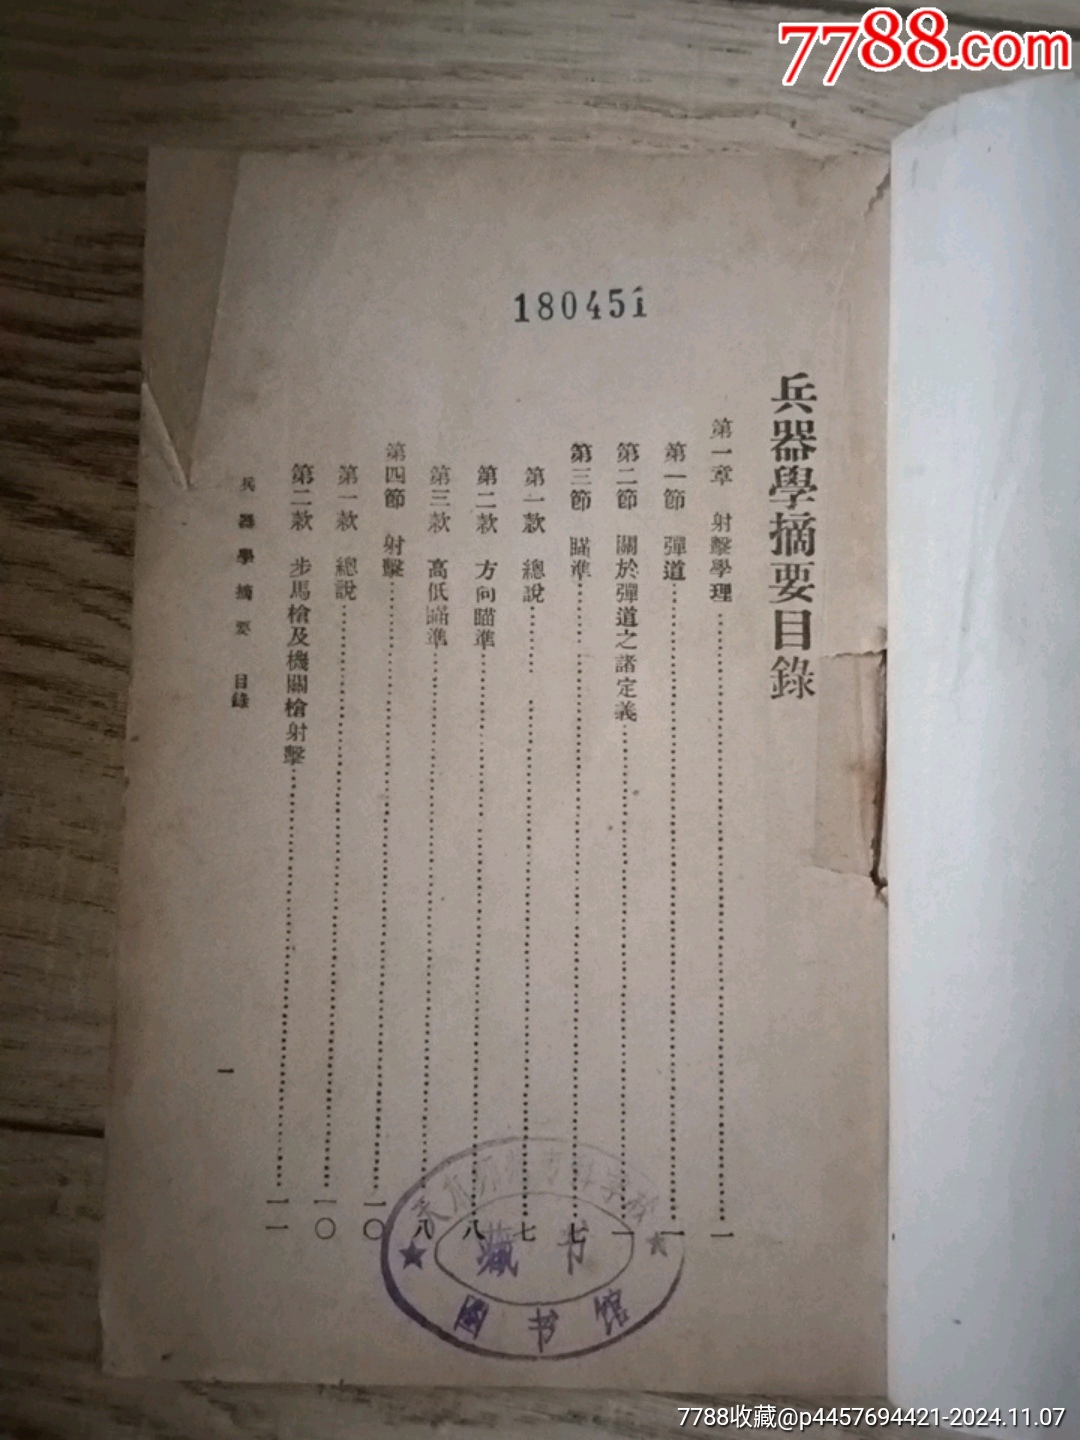 7788.com
180451
兵器學摘要目錄
第一章 射擊學理……一
第一節 彈道……一
第二節 關於彈道之諸定義……一
第三節 瞄準……七
第一款 總說……七
第二款 方向瞄準……八
第三款 高低瞄準……八
第四節 射擊……一〇
第一款 總說……一〇
第二款 步馬槍及機關槍射擊……一一
兵器學摘要 目錄
一
专科学校
藏书
图书馆
7788收藏@p4457694421-2024.11.07